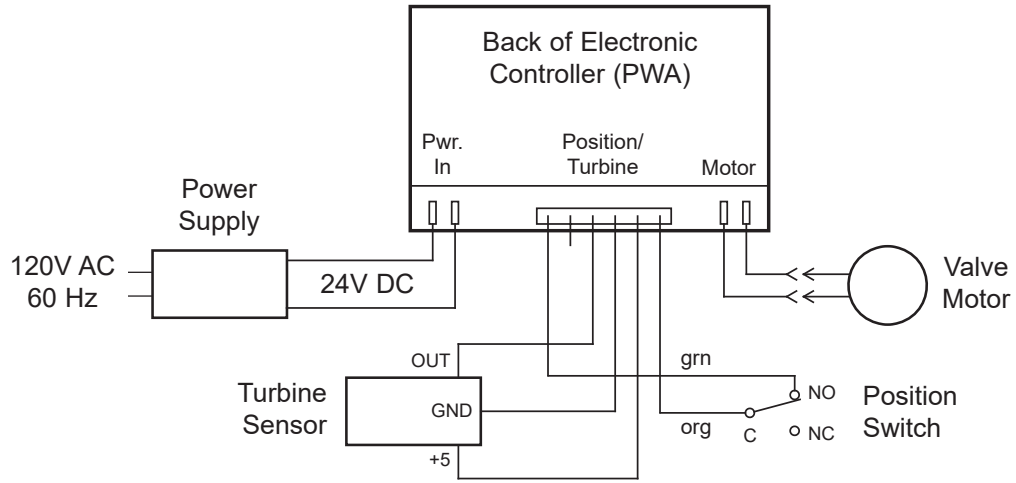 Back of Electronic
Controller (PWA)
Pwr.
In
Position/
Turbine
Motor
Power
Supply
120V AC
60 Hz
24V DC
Valve
Motor
OUT
grn
Turbine
Sensor
GND
NO
Position
Switch
org
C
NC
+5